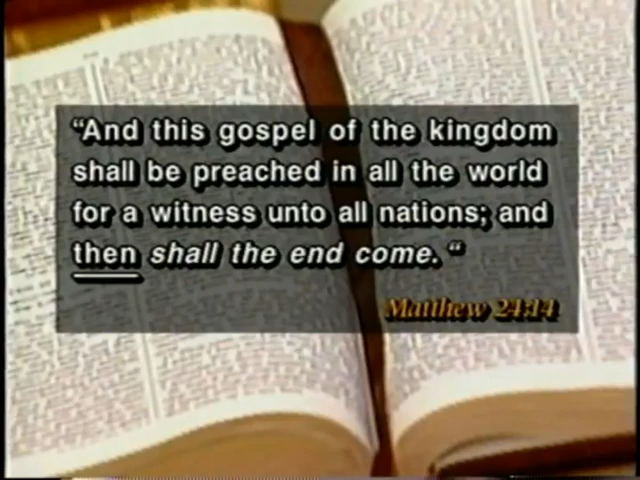 “And this gospel of the kingdom
shall be preached in all the world
for a witness unto all nations; and
then shall the end come. “
Matthew 24:14